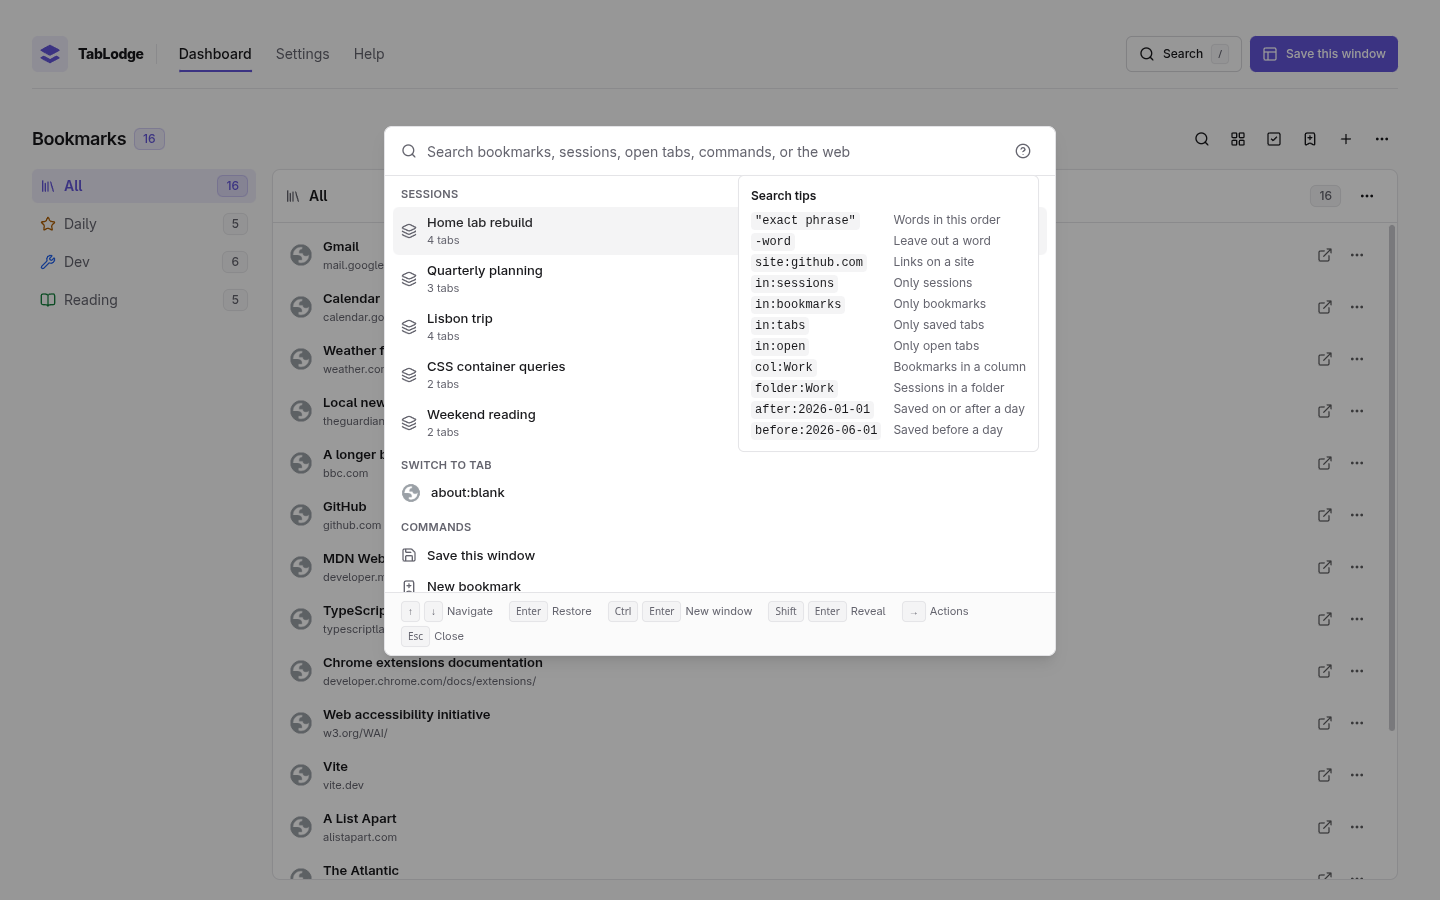 TabLodge
Dashboard
Settings
Help
Search /
Save this window
Bookmarks 16
All 16
Daily 5
Dev 6
Reading 5
All 16
Gmail
mail.google
Calendar
calendar.go
Weather f
weather.cor
Local new
theguardian
A longer b
bbc.com
GitHub
github.com
MDN Web
developer.m
TypeScrip
typescriptla
Chrome extensions documentation
developer.chrome.com/docs/extensions/
Web accessibility initiative
w3.org/WAI/
Vite
vite.dev
A List Apart
alistapart.com
The Atlantic
Search bookmarks, sessions, open tabs, commands, or the web
SESSIONS
Home lab rebuild
4 tabs
Quarterly planning
3 tabs
Lisbon trip
4 tabs
CSS container queries
2 tabs
Weekend reading
2 tabs
SWITCH TO TAB
about:blank
COMMANDS
Save this window
New bookmark
Search tips
"exact phrase" Words in this order
-word Leave out a word
site:github.com Links on a site
in:sessions Only sessions
in:bookmarks Only bookmarks
in:tabs Only saved tabs
in:open Only open tabs
col:Work Bookmarks in a column
folder:Work Sessions in a folder
after:2026-01-01 Saved on or after a day
before:2026-06-01 Saved before a day
↑ ↓ Navigate Enter Restore Ctrl Enter New window Shift Enter Reveal → Actions
Esc Close